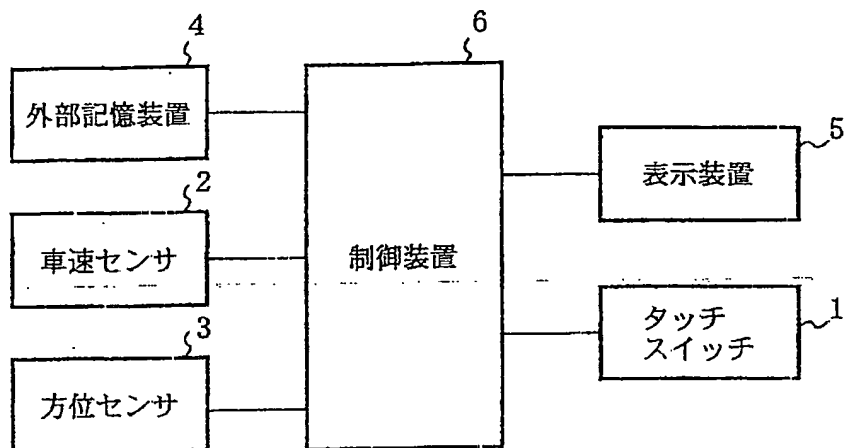 4
外部記憶装置
2
車速センサ
3
方位センサ
6
制御装置
5
表示装置
1
タッチ
スイッチ